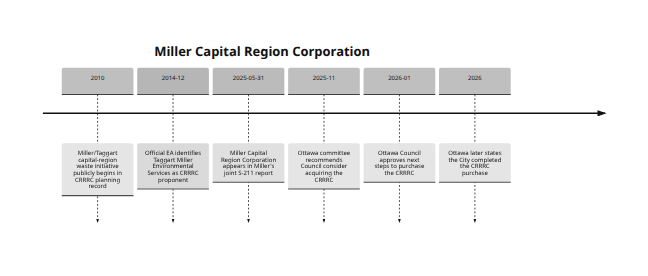 Miller Capital Region Corporation
2010
2014-12
2025-05-31
2025-11
2026-01
2026
Miller/Taggart
capital-region
waste initiative
publicly begins in
CRRRC planning
record
Official EA identifies
Taggart Miller
Environmental
Services as CRRRC
proponent
Miller Capital
Region Corporation
appears in Miller's
joint S-211 report
Ottawa committee
recommends
Council consider
acquiring the
CRRRC
Ottawa Council
approves next
steps to purchase
the CRRRC
Ottawa later states
the City completed
the CRRRC
purchase